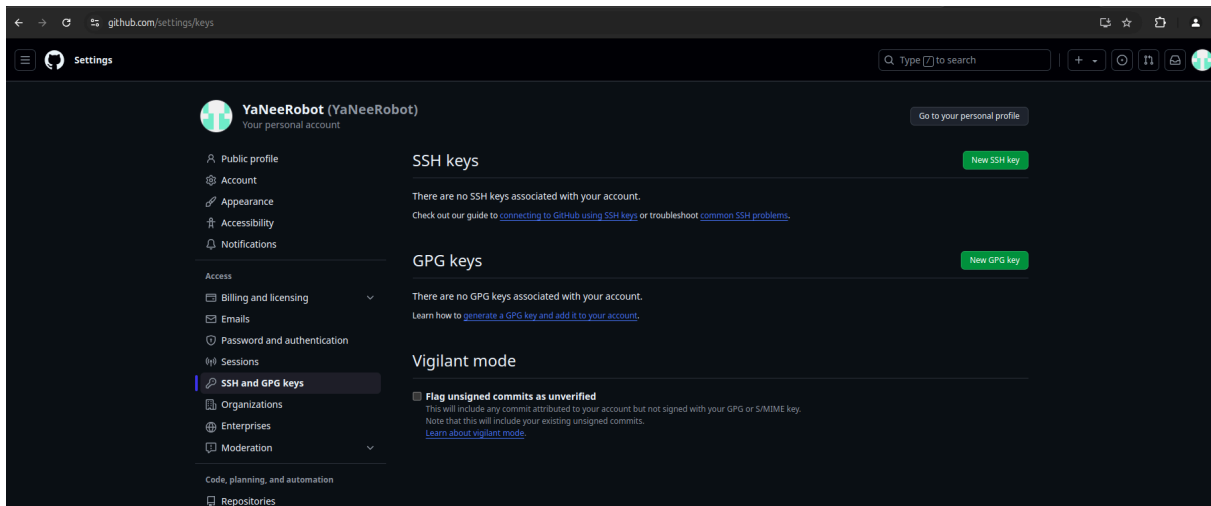 github.com/settings/keys
Settings
Type / to search
YaNeeRobot (YaNeeRobot)
Your personal account
Go to your personal profile
Public profile
Account
Appearance
Accessibility
Notifications
Access
Billing and licensing
Emails
Password and authentication
Sessions
SSH and GPG keys
Organizations
Enterprises
Moderation
Code, planning, and automation
Repositories
SSH keys
New SSH key
There are no SSH keys associated with your account.
Check out our guide to connecting to GitHub using SSH keys or troubleshoot common SSH problems.
GPG keys
New GPG key
There are no GPG keys associated with your account.
Learn how to generate a GPG key and add it to your account.
Vigilant mode
Flag unsigned commits as unverified
This will include any commit attributed to your account but not signed with your GPG or S/MIME key.
Note that this will include your existing unsigned commits.
Learn about vigilant mode.